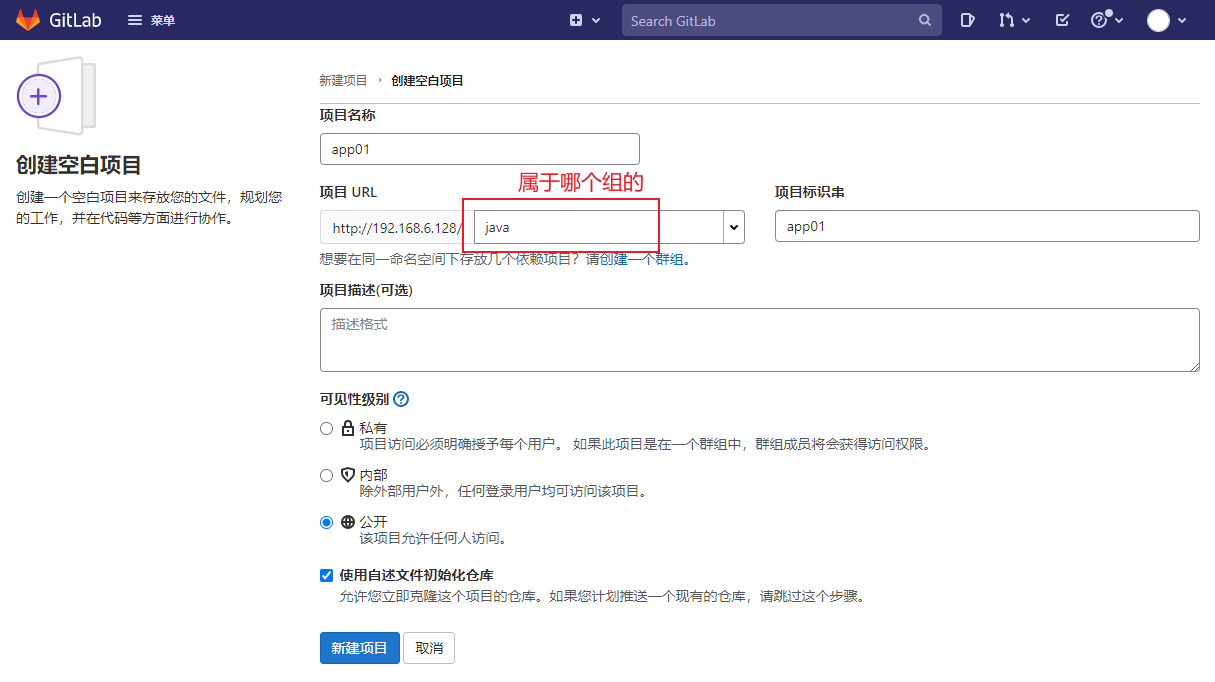 GitLab 菜单 Search GitLab
新建项目 › 创建空白项目
创建空白项目
创建一个空白项目来存放您的文件，规划您
的工作，并在代码等方面进行协作。
项目名称
app01
属于哪个组的
项目 URL
http://192.168.6.128/
java
项目标识串
app01
想要在同一命名空间下存放几个依赖项目？请创建一个群组。
项目描述(可选)
描述格式
可见性级别
私有
项目访问必须明确授予每个用户。 如果此项目是在一个群组中，群组成员将会获得访问权限。
内部
除外部用户外，任何登录用户均可访问该项目。
公开
该项目允许任何人访问。
使用自述文件初始化仓库
允许您立即克隆这个项目的仓库。如果您计划推送一个现有的仓库，请跳过这个步骤。
新建项目 取消